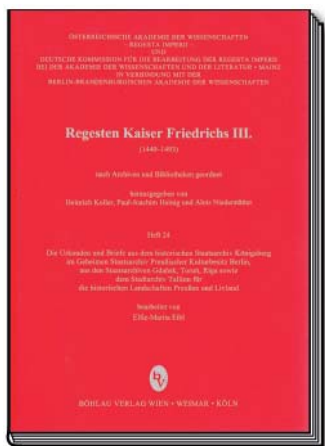 ÖSTERREICHISCHE AKADEMIE DER WISSENSCHAFTEN
- REGESTA IMPERII -
UND
DEUTSCHE KOMMISSION FÜR DIE BEARBEITUNG DER REGESTA IMPERII
BEI DER AKADEMIE DER WISSENSCHAFTEN UND DER LITERATUR · MAINZ
IN VERBINDUNG MIT DER
BERLIN-BRANDENBURGISCHEN AKADEMIE DER WISSENSCHAFTEN
Regesten Kaiser Friedrichs III.
(1440-1493)
nach Archiven und Bibliotheken geordnet
herausgegeben von
Heinrich Koller, Paul-Joachim Heinig und Alois Niederstätter
Heft 24
Die Urkunden und Briefe aus dem historischen Staatsarchiv Königsberg
im Geheimen Staatsarchiv Preußischer Kulturbesitz Berlin,
aus den Staatsarchiven Gdańsk, Toruń, Riga sowie
dem Stadtarchiv Tallinn für
die historischen Landschaften Preußen und Livland
bearbeitet von
Elfie-Marita Eibl
BÖHLAU VERLAG WIEN · WEIMAR · KÖLN